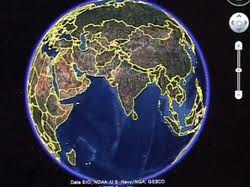 Data SIO, NOAA, U.S. Navy, NGA, GEBCO